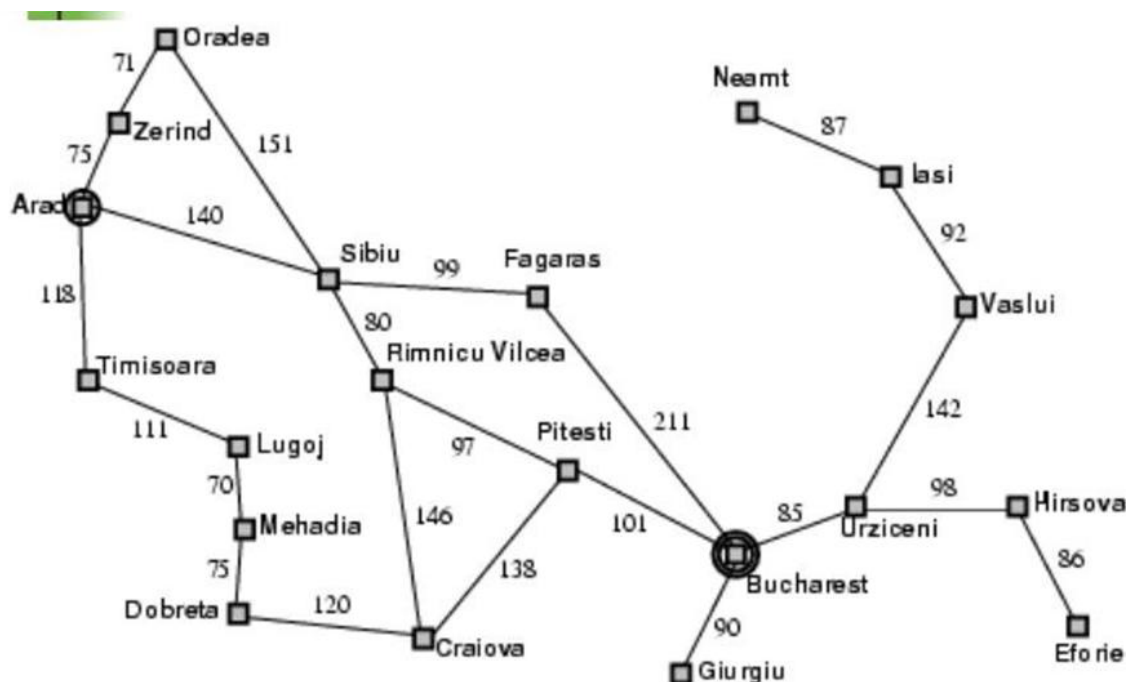 Oradea
71
Neamt
87
Zerind
151
75
Iasi
Arad
140
92
Sibiu
99
Fagaras
118
80
Vaslui
Timisoara
Rimnicu Vilcea
142
111
Lugoj
97
Pitesti
211
70
98
Hirsova
Mehadia
146
101
85
Urziceni
75
138
86
Bucharest
Dobreta
120
90
Craiova
Eforie
Giurgiu